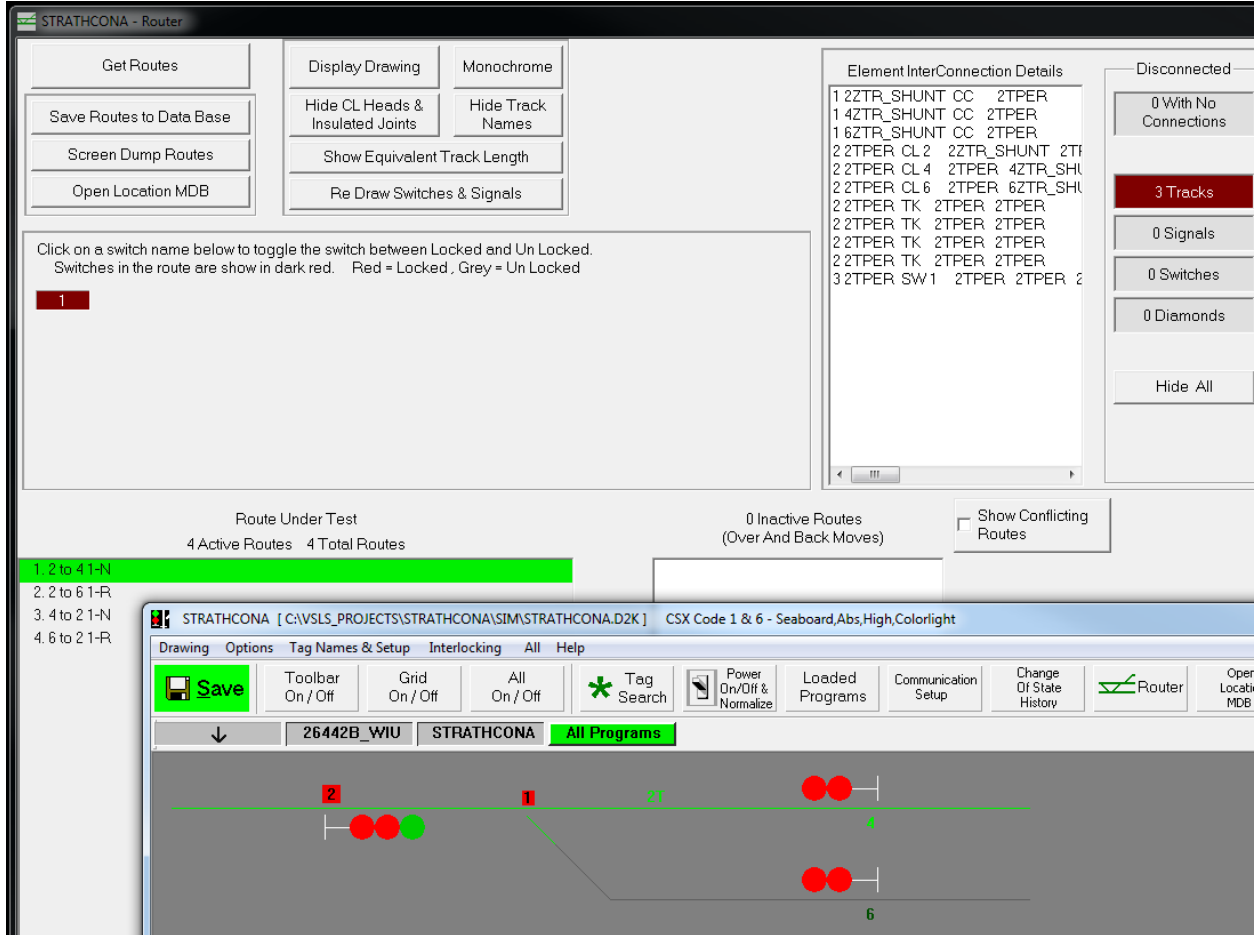 STRATHCONA - Router
Get Routes
Save Routes to Data Base
Screen Dump Routes
Open Location MDB
Display Drawing
Monochrome
Hide CL Heads &
Insulated Joints
Hide Track
Names
Show Equivalent Track Length
Re Draw Switches & Signals
Element InterConnection Details
1 2ZTR_SHUNT CC 2TPER
1 4ZTR_SHUNT CC 2TPER
1 6ZTR_SHUNT CC 2TPER
2 2TPER CL 2 2ZTR_SHUNT 2TF
2 2TPER CL 4 2TPER 4ZTR_SHU
2 2TPER CL 6 2TPER 6ZTR_SHU
2 2TPER TK 2TPER 2TPER
2 2TPER TK 2TPER 2TPER
2 2TPER TK 2TPER 2TPER
2 2TPER TK 2TPER 2TPER
3 2TPER SW 1 2TPER 2TPER 2
Disconnected
0 With No
Connections
3 Tracks
0 Signals
0 Switches
0 Diamonds
Hide All
Click on a switch name below to toggle the switch between Locked and Un Locked.
Switches in the route are show in dark red. Red = Locked , Grey = Un Locked
1
Route Under Test
4 Active Routes 4 Total Routes
0 Inactive Routes
(Over And Back Moves)
Show Conflicting
Routes
1. 2 to 4 1-N
2. 2 to 6 1-R
3. 4 to 2 1-N
4. 6 to 2 1-R
STRATHCONA [ C:\VSLS_PROJECTS\STRATHCONA\SIM\STRATHCONA.D2K ] CSX Code 1 & 6 - Seaboard,Abs,High,Colorlight
Drawing Options Tag Names & Setup Interlocking All Help
Save
Toolbar
On / Off
Grid
On / Off
All
On / Off
Tag
Search
Power
On/Off &
Normalize
Loaded
Programs
Communication
Setup
Change
Of State
History
Router
Open
Locatio
MDB
26442B_WIU
STRATHCONA
All Programs
2
1
2T
4
6